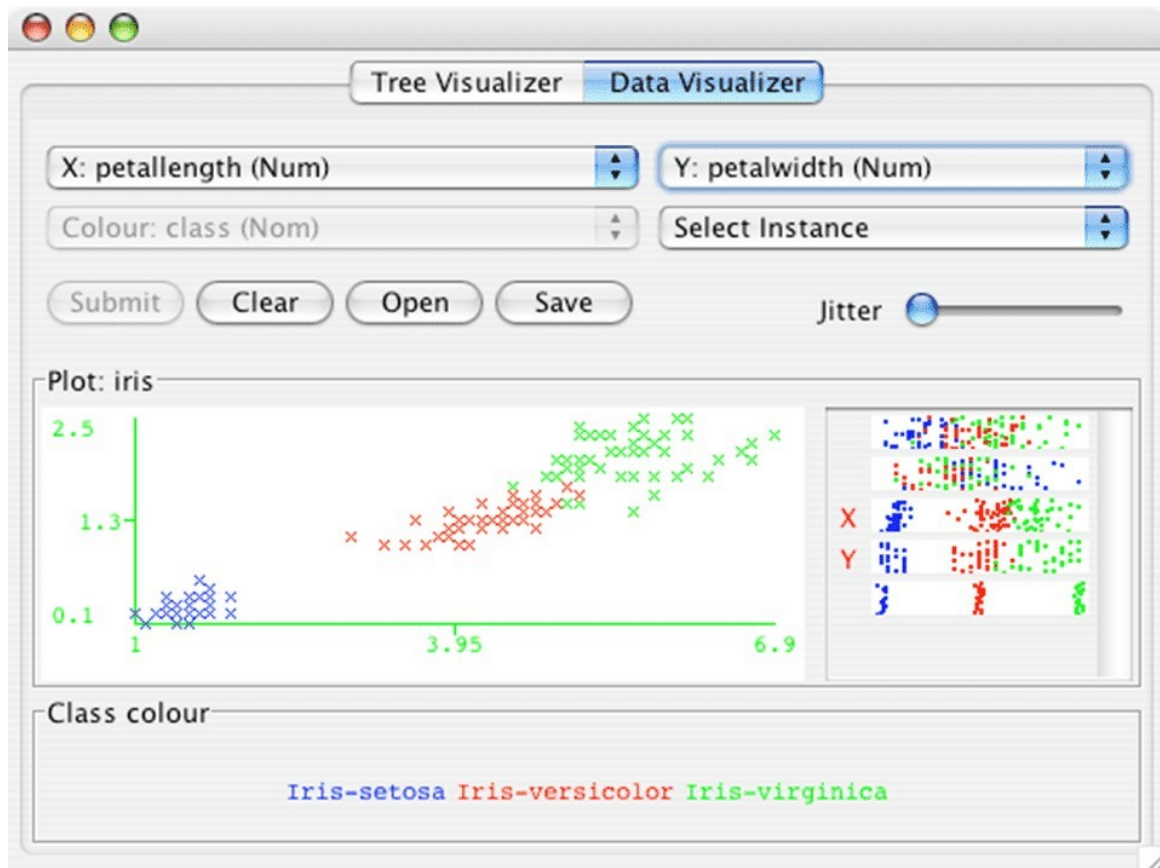 Tree Visualizer Data Visualizer
X: petallength (Num) Y: petalwidth (Num)
Colour: class (Nom) Select Instance
Submit Clear Open Save Jitter
Plot: iris
2.5
1.3
0.1
1 3.95 6.9
X
Y
Class colour
Iris-setosa Iris-versicolor Iris-virginica